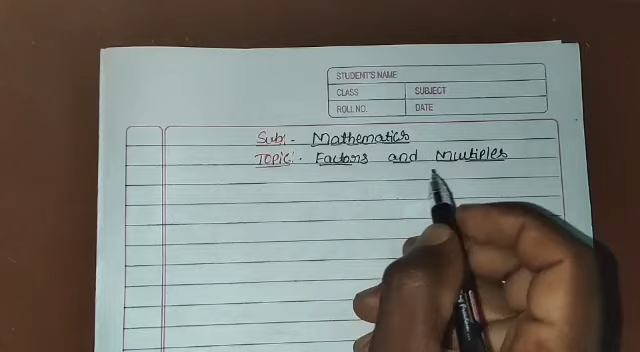 STUDENT'S NAME
CLASS SUBJECT
ROLL NO. DATE
Sub:- Mathematics
Topic:- Factors and Multiples